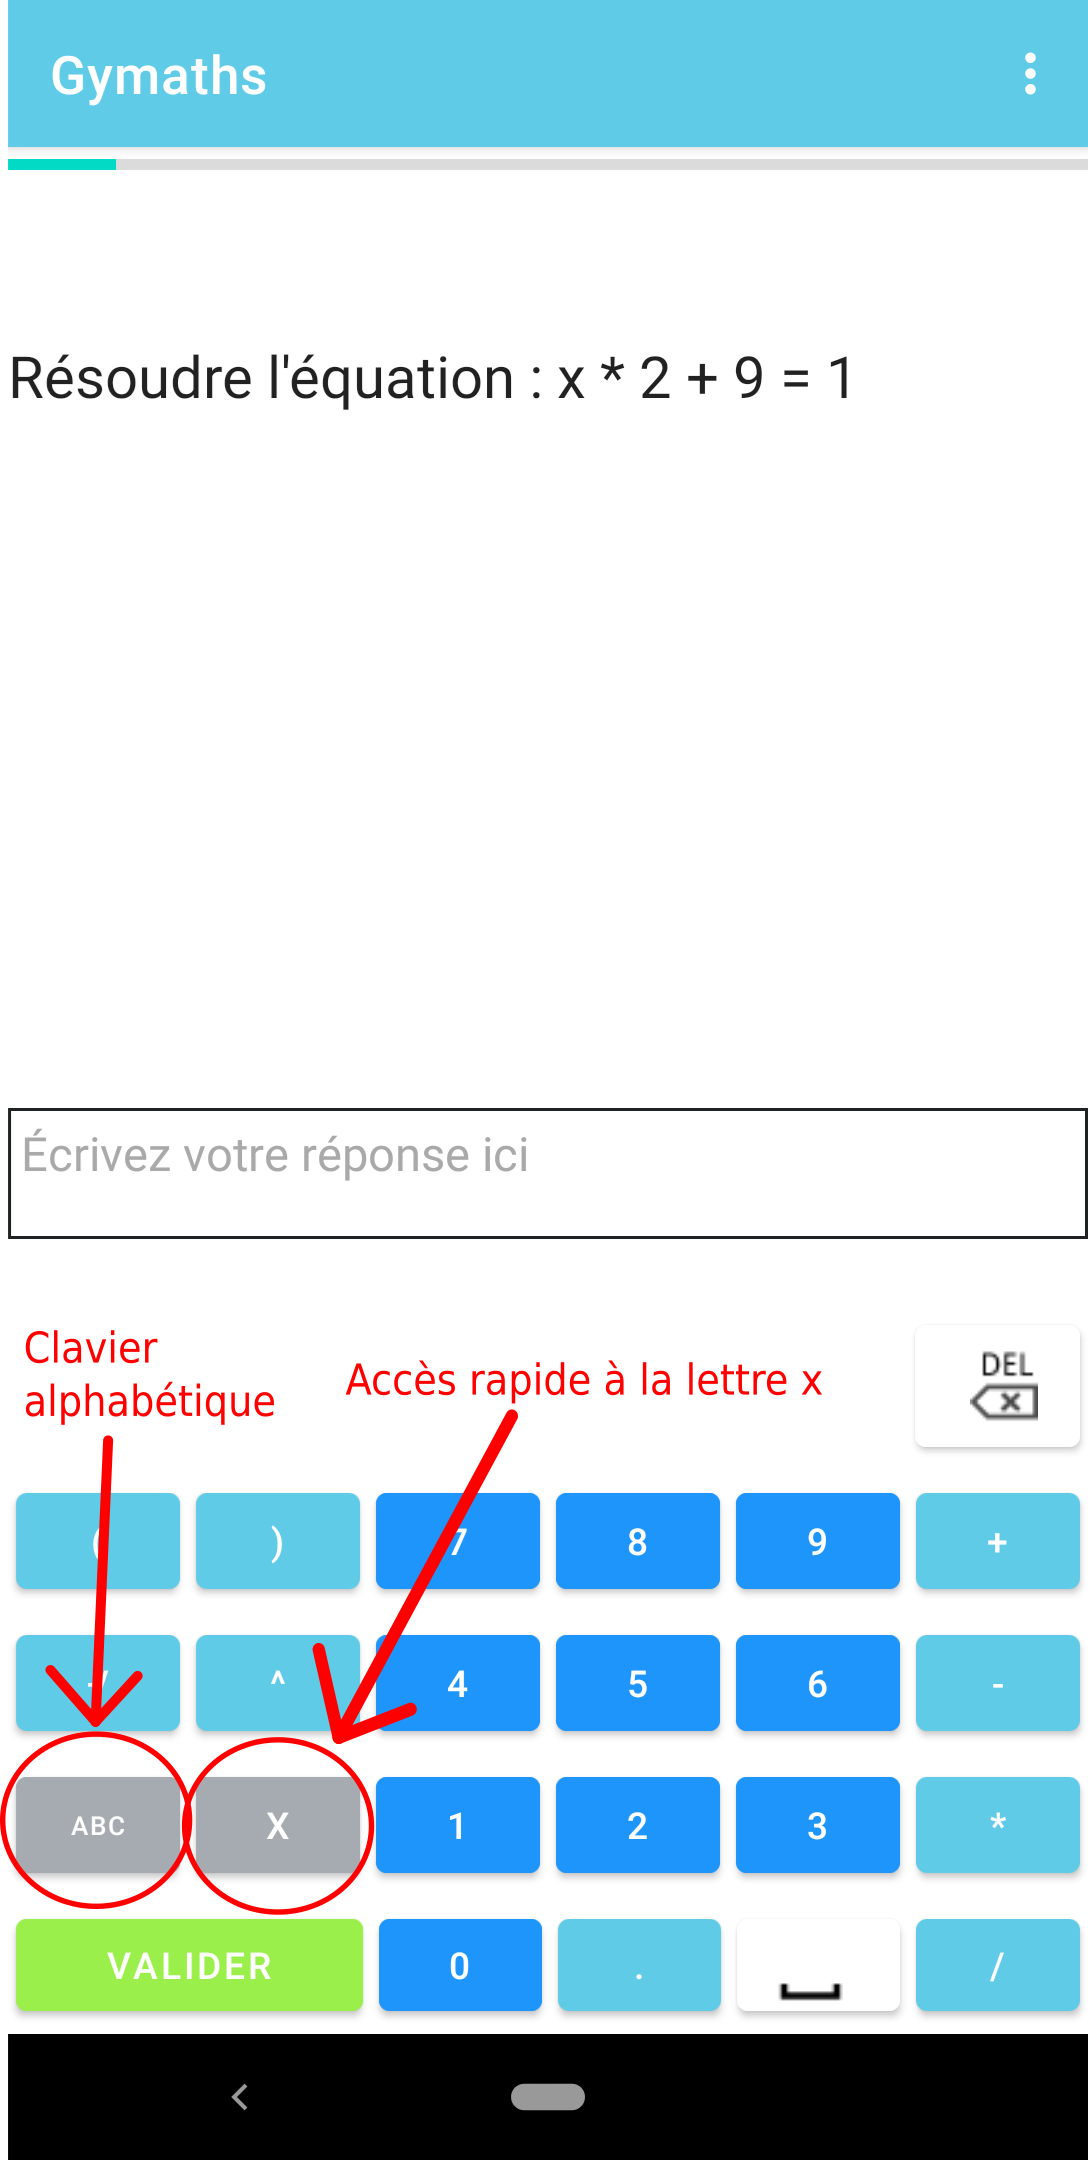 Gymaths
Résoudre l'équation : x * 2 + 9 = 1
Écrivez votre réponse ici
Clavier
alphabétique
Accès rapide à la lettre x
DEL
( ) 7 8 9 +
^ 4 5 6 -
ABC X 1 2 3 *
VALIDER 0 . /